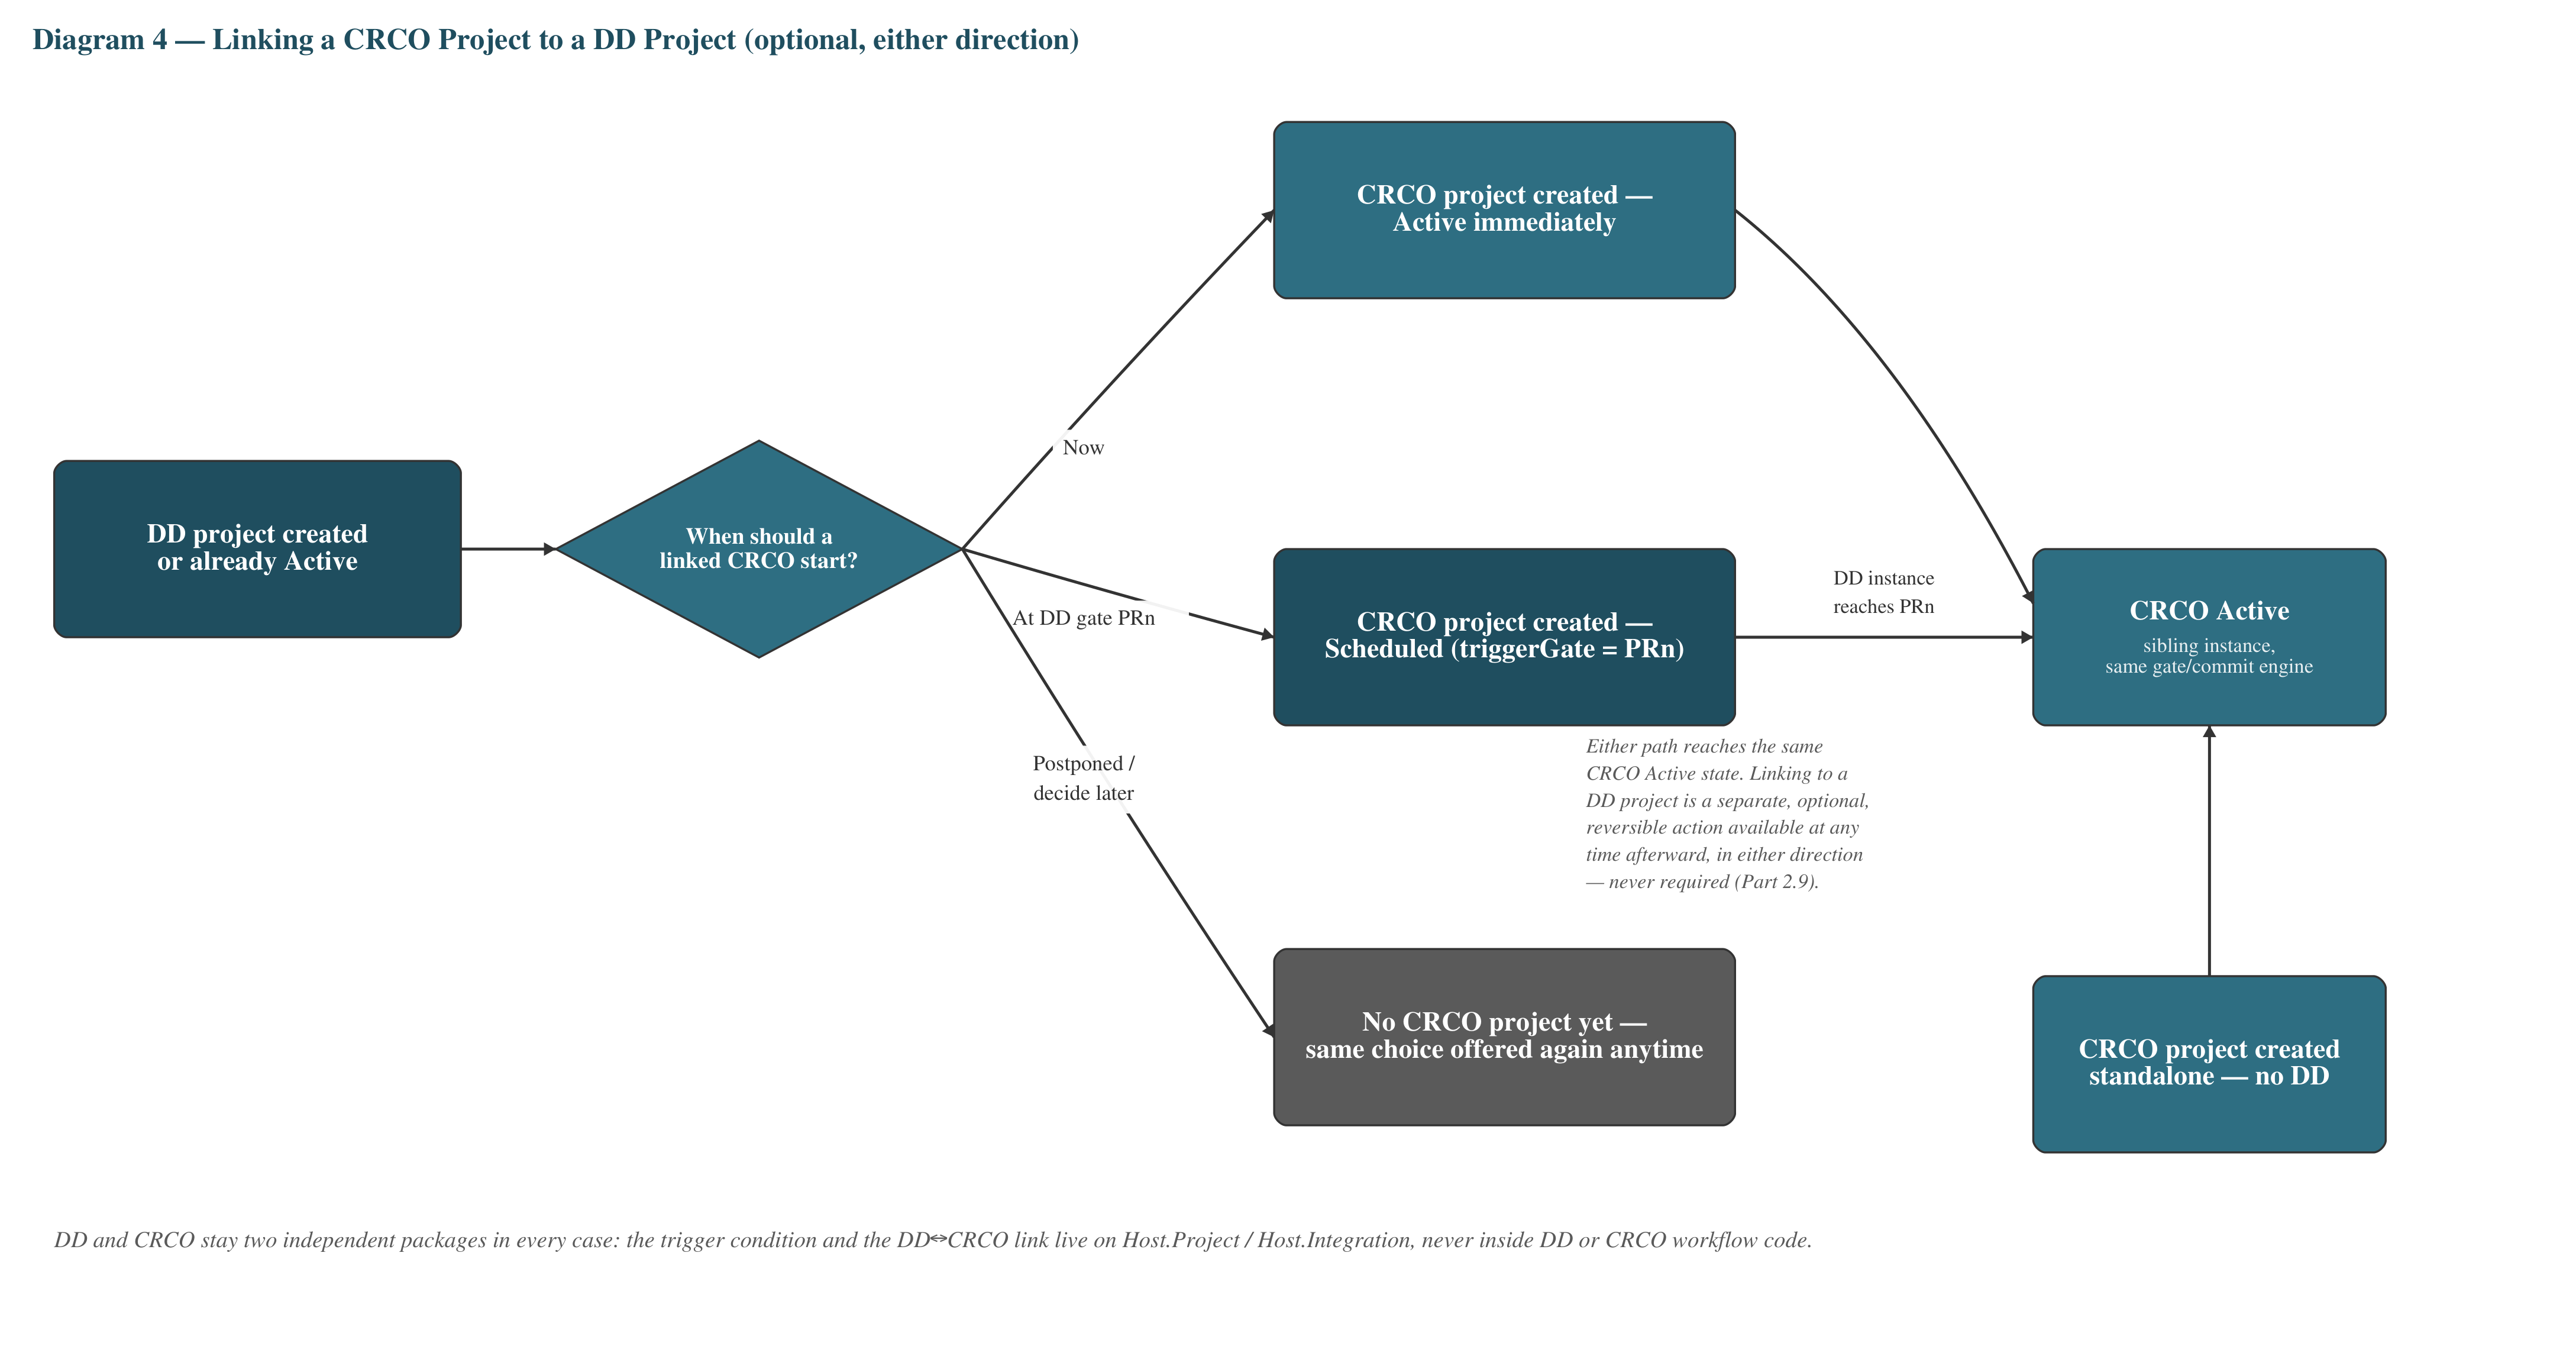 Diagram 4 — Linking a CRCO Project to a DD Project (optional, either direction)
CRCO project created —
Active immediately
Now
DD project created
or already Active
When should a
linked CRCO start?
At DD gate PRn
CRCO project created —
Scheduled (triggerGate = PRn)
DD instance
reaches PRn
CRCO Active
sibling instance,
same gate/commit engine
Postponed /
decide later
Either path reaches the same
CRCO Active state. Linking to a
DD project is a separate, optional,
reversible action available at any
time afterward, in either direction
— never required (Part 2.9).
No CRCO project yet —
same choice offered again anytime
CRCO project created
standalone — no DD
DD and CRCO stay two independent packages in every case: the trigger condition and the DD↔CRCO link live on Host.Project / Host.Integration, never inside DD or CRCO workflow code.